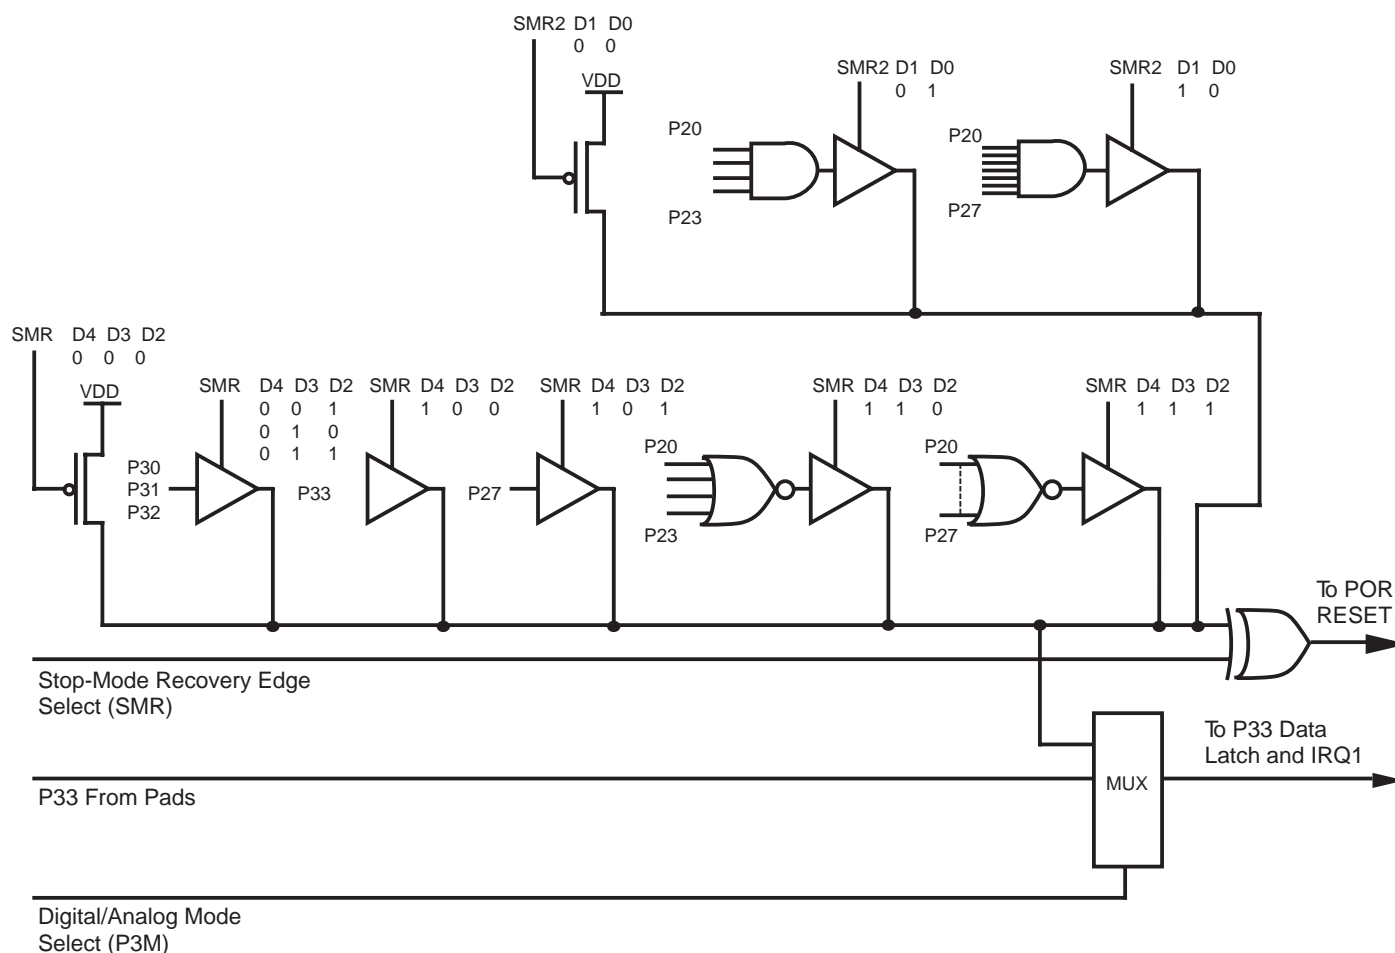 SMR2 D1 D0
0 0
VDD
SMR2 D1 D0
0 1
SMR2 D1 D0
1 0
P20
P23
P20
P27
SMR D4 D3 D2
0 0 0
VDD
SMR D4 D3 D2
0 0 1
0 1 0
0 1 1
SMR D4 D3 D2
1 0 0
SMR D4 D3 D2
1 0 1
SMR D4 D3 D2
1 1 0
SMR D4 D3 D2
1 1 1
P30
P31
P32
P33
P27
P20
P23
P20
P27
To POR
RESET
Stop-Mode Recovery Edge
Select (SMR)
To P33 Data
Latch and IRQ1
MUX
P33 From Pads
Digital/Analog Mode
Select (P3M)